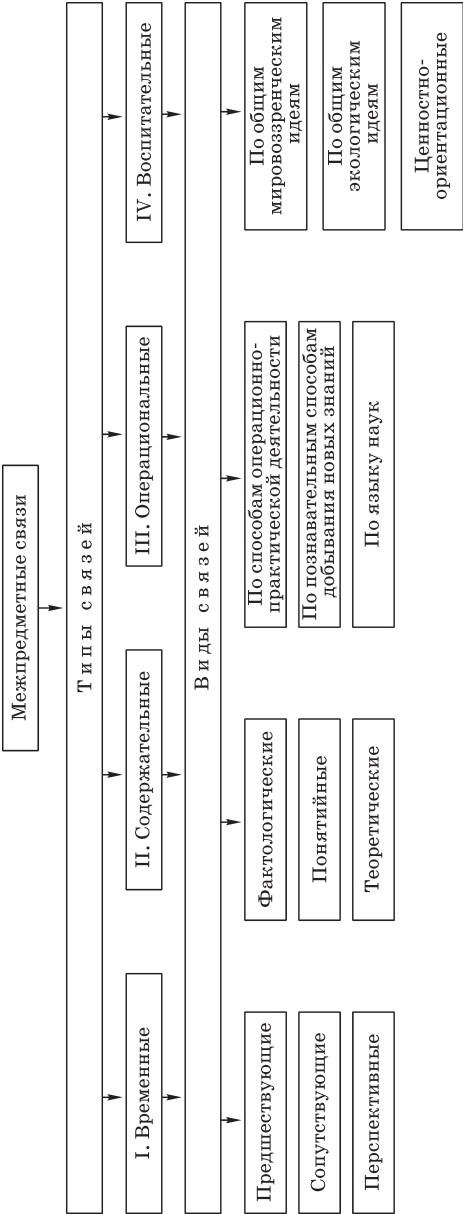 Межпредметные связи
Типы связей
I. Временные
II. Содержательные
III. Операциональные
IV. Воспитательные
Виды связей
Предшествующие
Сопутствующие
Перспективные
Фактологические
Понятийные
Теоретические
По способам операционно-
практической деятельности
По познавательным способам
добывания новых знаний
По языку наук
По общим
мировоззренческим
идеям
По общим
экологическим
идеям
Ценностно-
ориентационные